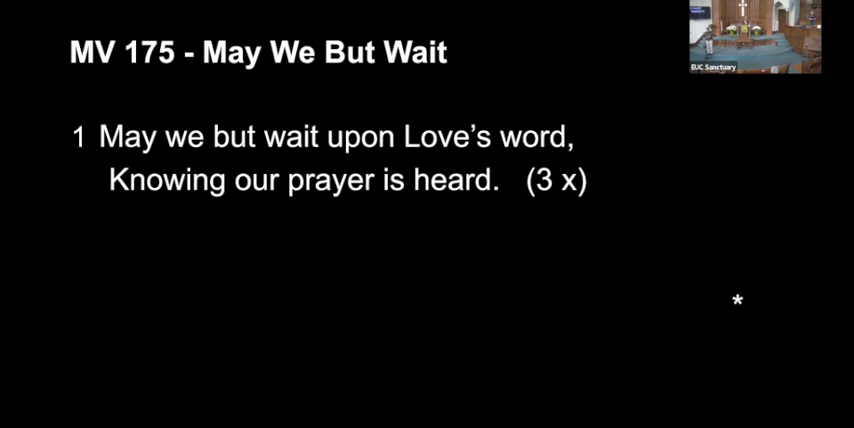 MV 175 - May We But Wait
EUC Sanctuary
1 May we but wait upon Love's word,
Knowing our prayer is heard. (3 x)
*